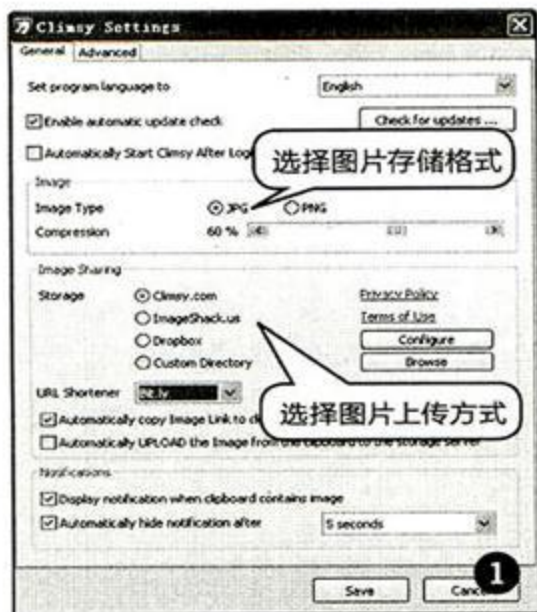 Climsy Settings
General Advanced
Set program language to English
Enable automatic update check Check for updates ...
Automatically Start Climsy After
选择图片存储格式
Image
Image Type JPG PNG
Compression 60 %
Image Sharing
Storage Climsy.com Privacy Policy
ImageShack.us Terms of Use
Dropbox Configure
Custom Directory Browse
URL Shortener
选择图片上传方式
Automatically copy Image Link to
Automatically UPLOAD the Image from the clipboard to the storage server
Notifications
Display notification when clipboard contains image
Automatically hide notification after 5 seconds
Save
1